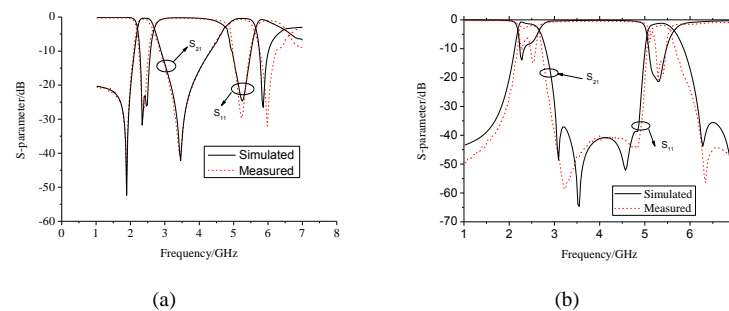 0
-10
-20
-30
-40
-50
-60
S-parameter/dB
S21
S11
Simulated
Measured
0 1 2 3 4 5 6 7 8
Frequency/GHz
(a)
0
-10
-20
-30
-40
-50
-60
-70
S-parameter/dB
S21
S11
Simulated
Measured
1 2 3 4 5 6
Frequency/GHz
(b)